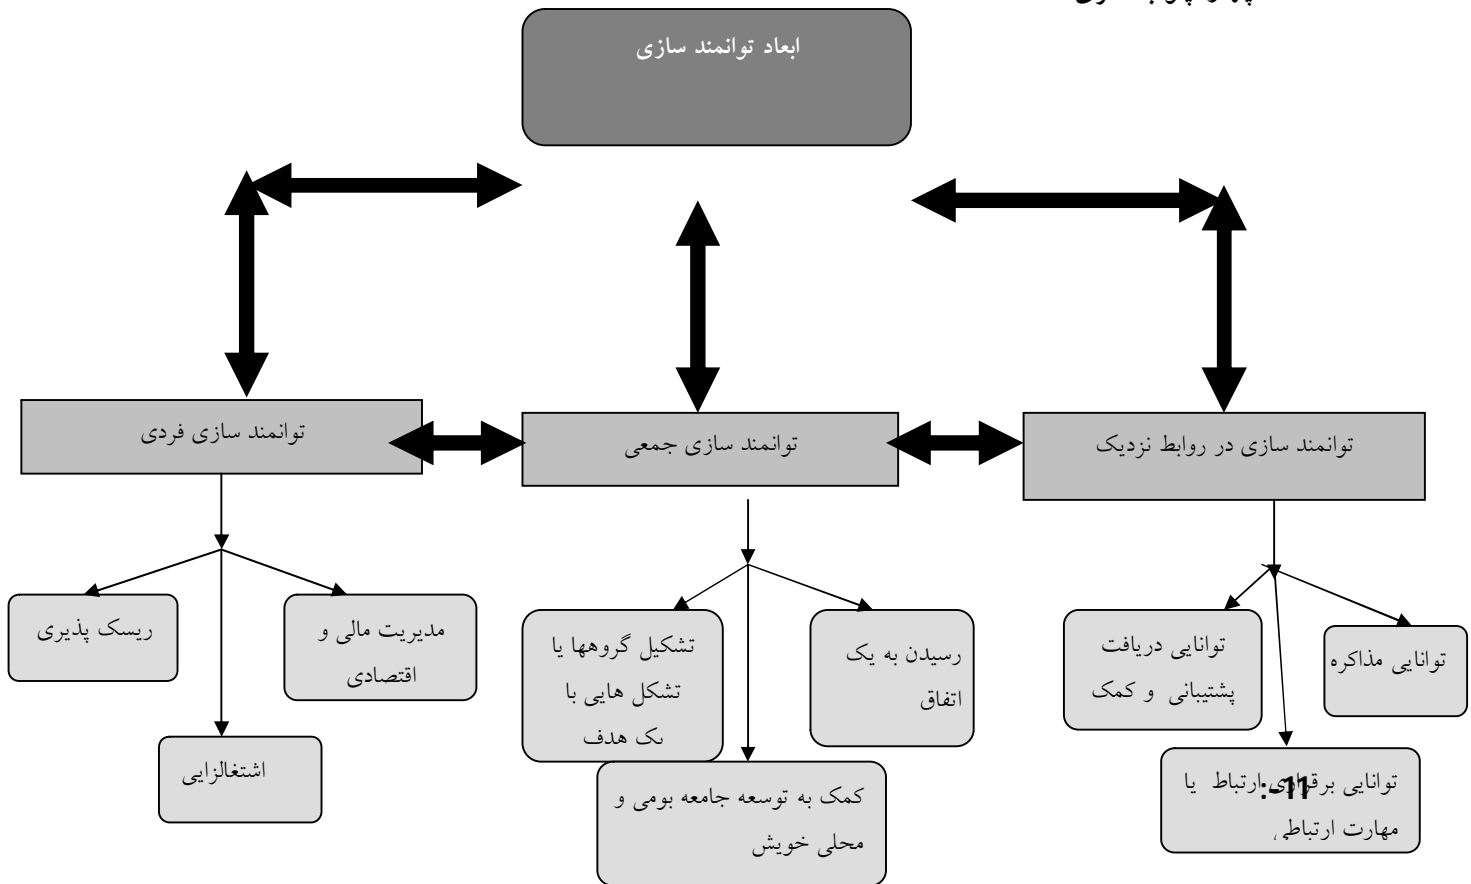 ابعاد توانمند سازی
توانمند سازی در روابط نزدیک
توانمند سازی جمعی
توانمند سازی فردی
توانایی مذاکره
توانایی دریافت
پشتیبانی و کمک
توانایی برقراری ارتباط یا
مهارت ارتباطی
11-:
رسیدن به یک
اتفاق
تشکیل گروهها یا
تشکل هایی با
یک هدف
کمک به توسعه جامعه بومی و
محلی خویش
مدیریت مالی و
اقتصادی
ریسک پذیری
اشتغالزایی